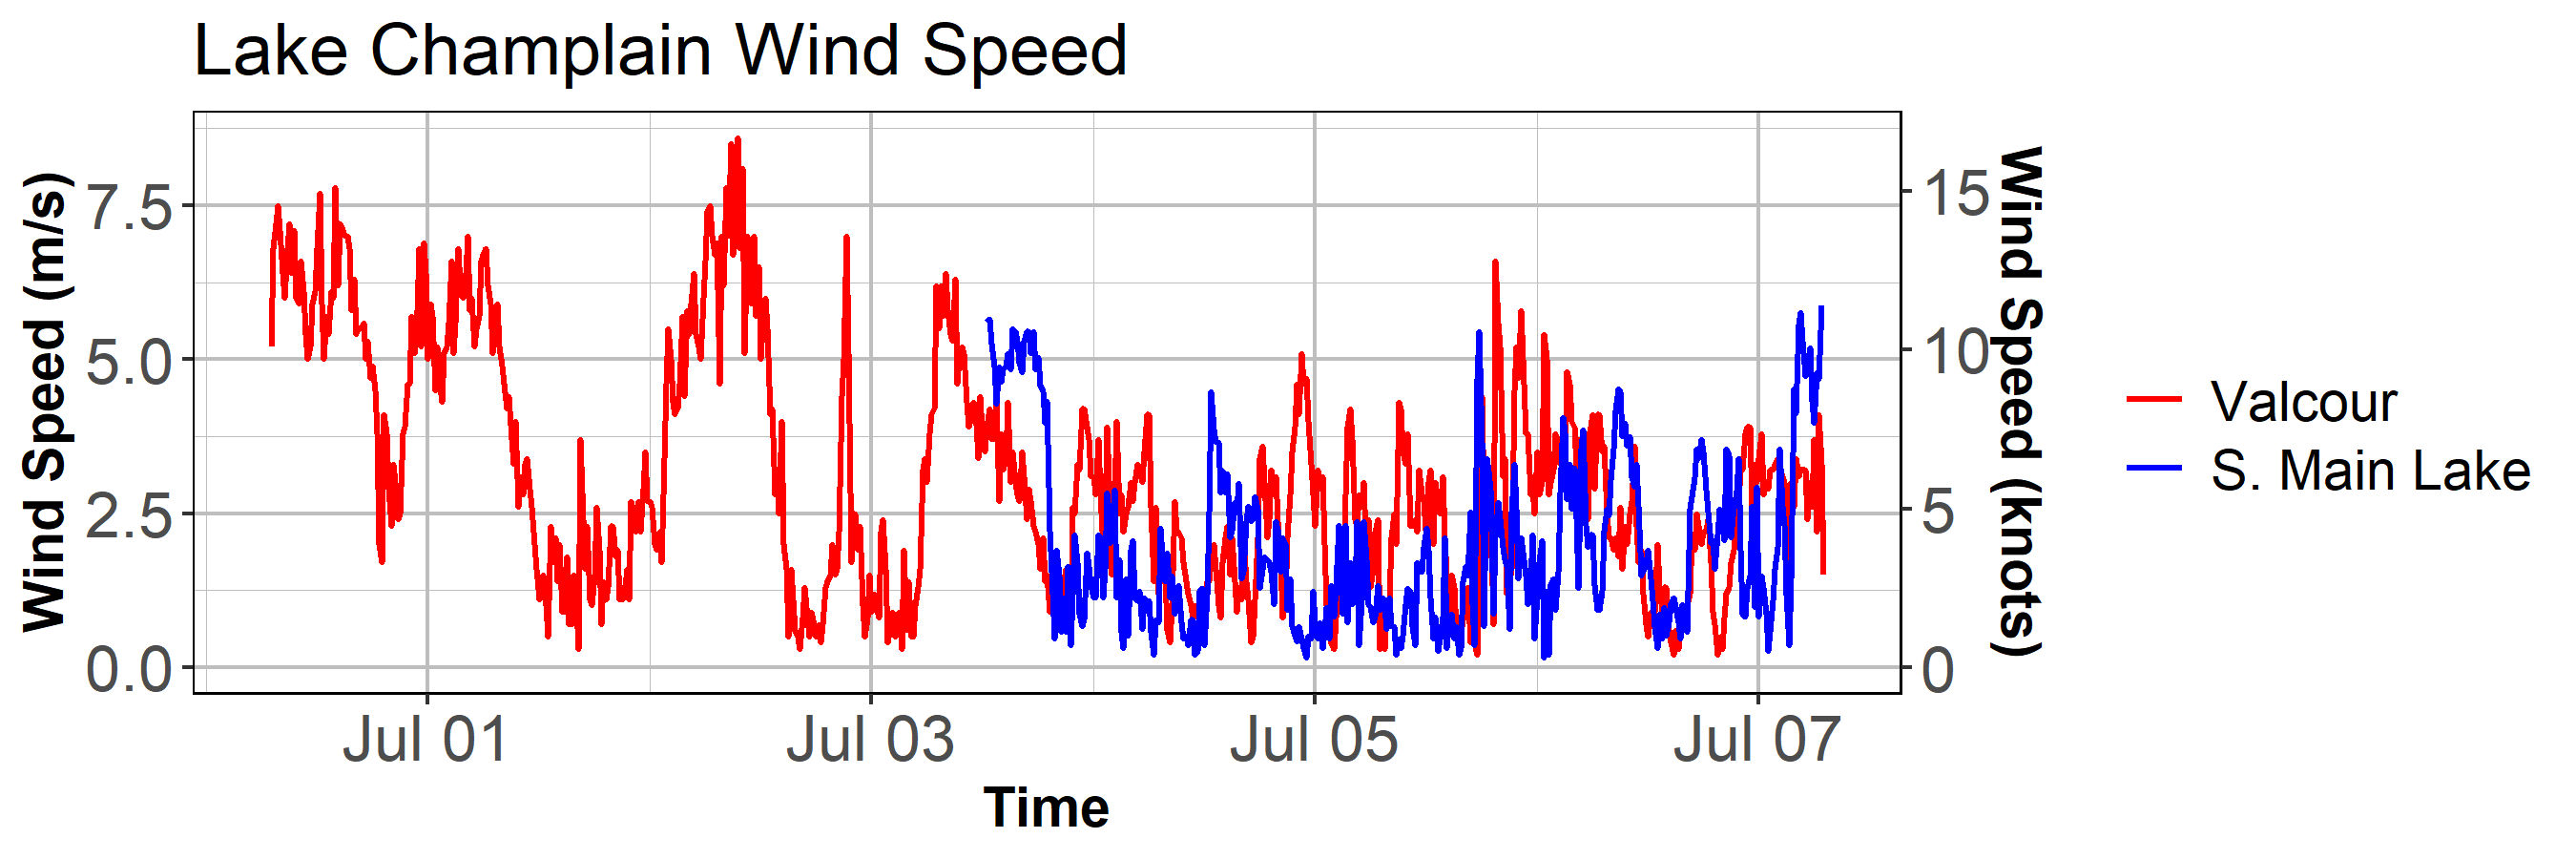 Lake Champlain Wind Speed
Wind Speed (m/s)
7.5
5.0
2.5
0.0
15
10
5
0
Wind Speed (knots)
Jul 01
Jul 03
Jul 05
Jul 07
Time
Valcour
S. Main Lake